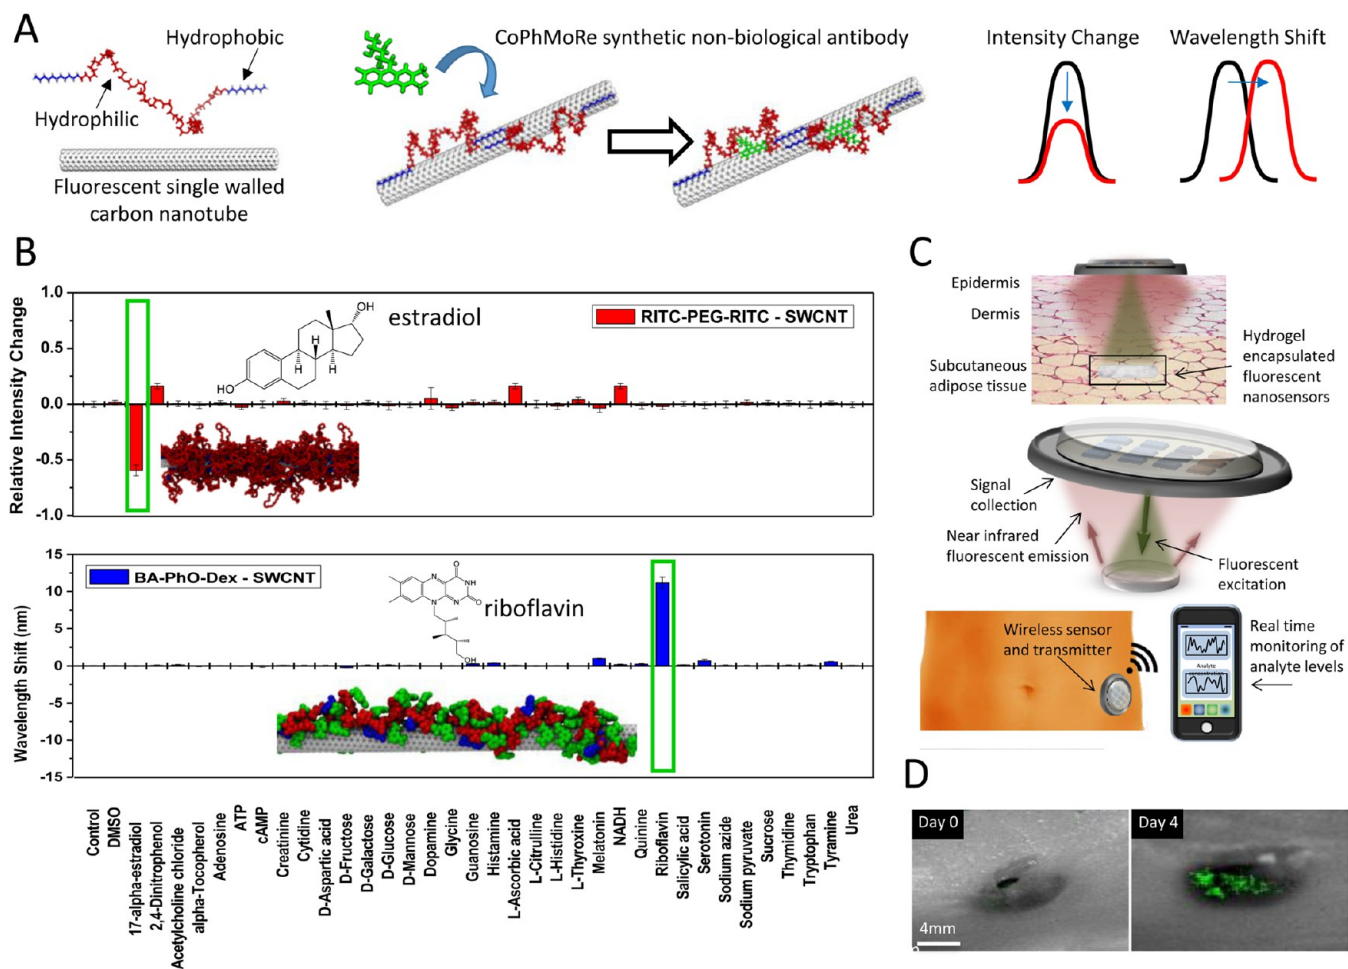 A
Hydrophobic
Hydrophilic
Fluorescent single walled
carbon nanotube
CoPhMoRe synthetic non-biological antibody
Intensity Change
Wavelength Shift
B
Relative Intensity Change
1.0
0.5
0.0
-0.5
-1.0
estradiol
OH
H
H
H
HO
RITC-PEG-RITC - SWCNT
Wavelength Shift (nm)
15
10
5
0
-5
-10
-15
BA-PhO-Dex - SWCNT
riboflavin
O
N
NH
N
N
O
OH
Control
DMSO
17-alpha-estradiol
2,4-Dinitrophenol
Acetylcholine chloride
alpha-Tocopherol
Adenosine
ATP
cAMP
Creatinine
Cytidine
D-Aspartic acid
D-Fructose
D-Galactose
D-Glucose
D-Mannose
Dopamine
Glycine
Guanosine
Histamine
L-Ascorbic acid
L-Citrulline
L-Histidine
L-Thyroxine
Melatonin
NADH
Quinine
Riboflavin
Salicylic acid
Serotonin
Sodium azide
Sodium pyruvate
Sucrose
Thymidine
Tryptophan
Tyramine
Urea
C
Epidermis
Dermis
Subcutaneous
adipose tissue
Hydrogel
encapsulated
fluorescent
nanosensors
Signal
collection
Near infrared
fluorescent emission
Fluorescent
excitation
Wireless sensor
and transmitter
Analyte
Real time
monitoring of
analyte levels
D
Day 0
4mm
Day 4